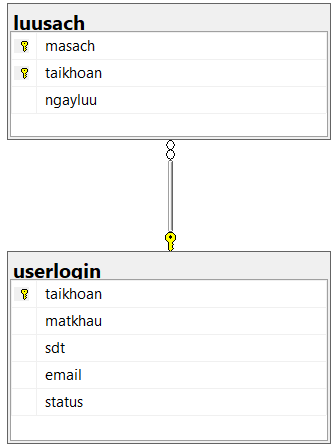 luusach
masach
taikhoan
ngayluu
userlogin
taikhoan
matkhau
sdt
email
status